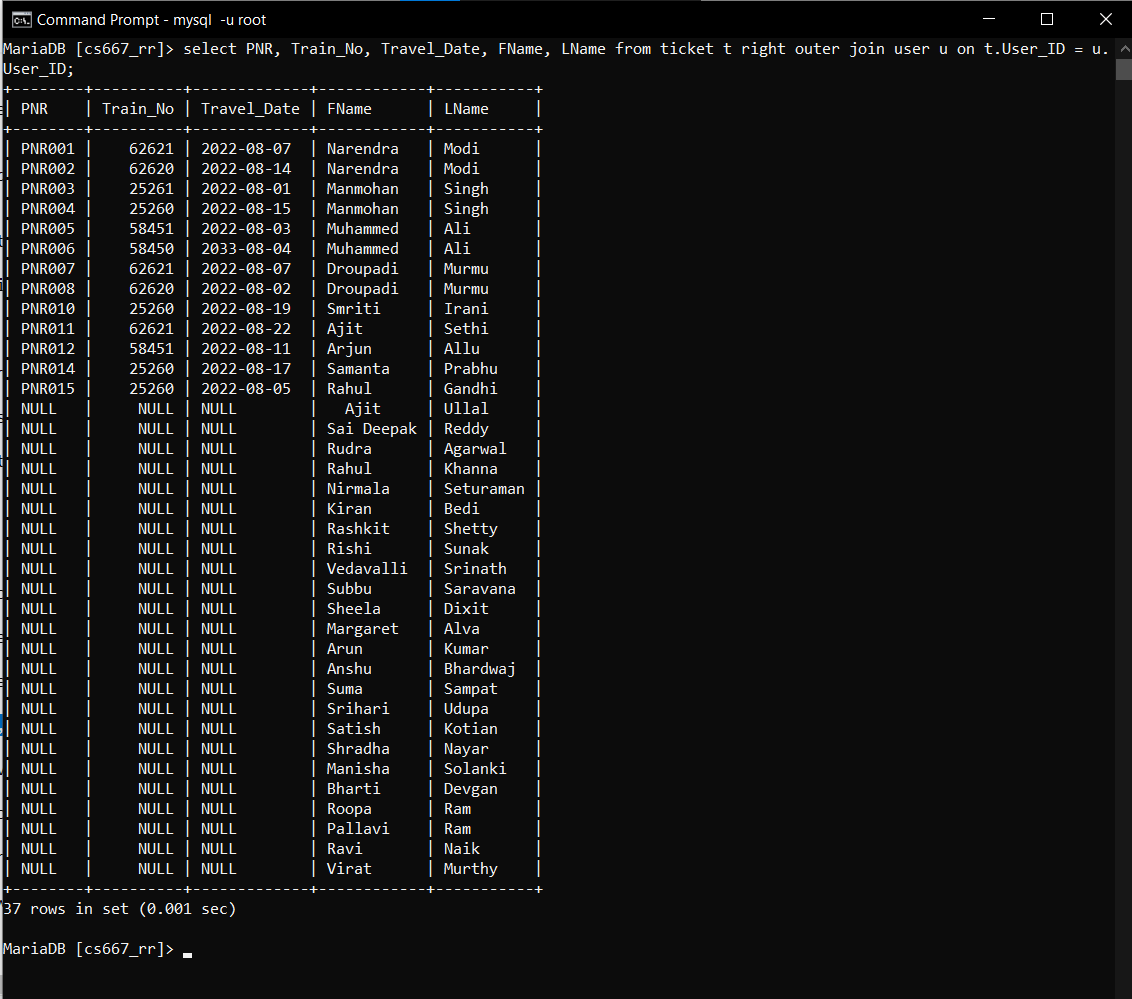 Command Prompt - mysql  -u root
MariaDB [cs667_rr]> select PNR, Train_No, Travel_Date, FName, LName from ticket t right outer join user u on t.User_ID = u.
User_ID;
+--------+----------+-------------+------------+-----------+
| PNR    | Train_No | Travel_Date | FName      | LName     |
+--------+----------+-------------+------------+-----------+
| PNR001 |    62621 | 2022-08-07  | Narendra   | Modi      |
| PNR002 |    62620 | 2022-08-14  | Narendra   | Modi      |
| PNR003 |    25261 | 2022-08-01  | Manmohan   | Singh     |
| PNR004 |    25260 | 2022-08-15  | Manmohan   | Singh     |
| PNR005 |    58451 | 2022-08-03  | Muhammed   | Ali       |
| PNR006 |    58450 | 2033-08-04  | Muhammed   | Ali       |
| PNR007 |    62621 | 2022-08-07  | Droupadi   | Murmu     |
| PNR008 |    62620 | 2022-08-02  | Droupadi   | Murmu     |
| PNR010 |    25260 | 2022-08-19  | Smriti     | Irani     |
| PNR011 |    62621 | 2022-08-22  | Ajit       | Sethi     |
| PNR012 |    58451 | 2022-08-11  | Arjun      | Allu      |
| PNR014 |    25260 | 2022-08-17  | Samanta    | Prabhu    |
| PNR015 |    25260 | 2022-08-05  | Rahul      | Gandhi    |
| NULL   |     NULL | NULL        |   Ajit     | Ullal     |
| NULL   |     NULL | NULL        | Sai Deepak | Reddy     |
| NULL   |     NULL | NULL        | Rudra      | Agarwal   |
| NULL   |     NULL | NULL        | Rahul      | Khanna    |
| NULL   |     NULL | NULL        | Nirmala    | Seturaman |
| NULL   |     NULL | NULL        | Kiran      | Bedi      |
| NULL   |     NULL | NULL        | Rashkit    | Shetty    |
| NULL   |     NULL | NULL        | Rishi      | Sunak     |
| NULL   |     NULL | NULL        | Vedavalli  | Srinath   |
| NULL   |     NULL | NULL        | Subbu      | Saravana  |
| NULL   |     NULL | NULL        | Sheela     | Dixit     |
| NULL   |     NULL | NULL        | Margaret   | Alva      |
| NULL   |     NULL | NULL        | Arun       | Kumar     |
| NULL   |     NULL | NULL        | Anshu      | Bhardwaj  |
| NULL   |     NULL | NULL        | Suma       | Sampat    |
| NULL   |     NULL | NULL        | Srihari    | Udupa     |
| NULL   |     NULL | NULL        | Satish     | Kotian    |
| NULL   |     NULL | NULL        | Shradha    | Nayar     |
| NULL   |     NULL | NULL        | Manisha    | Solanki   |
| NULL   |     NULL | NULL        | Bharti     | Devgan    |
| NULL   |     NULL | NULL        | Roopa      | Ram       |
| NULL   |     NULL | NULL        | Pallavi    | Ram       |
| NULL   |     NULL | NULL        | Ravi       | Naik      |
| NULL   |     NULL | NULL        | Virat      | Murthy    |
+--------+----------+-------------+------------+-----------+
37 rows in set (0.001 sec)
MariaDB [cs667_rr]> _